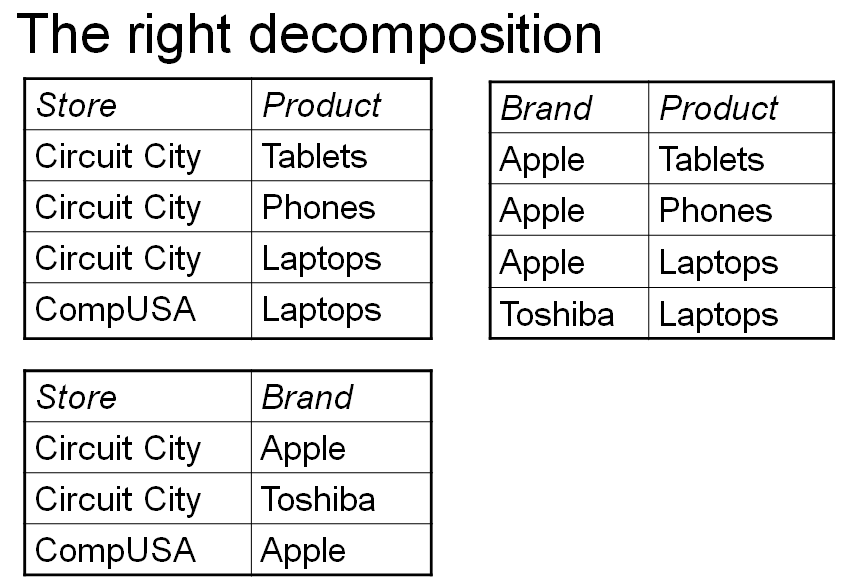 The right decomposition
Store Product
Circuit City Tablets
Circuit City Phones
Circuit City Laptops
CompUSA Laptops
Brand Product
Apple Tablets
Apple Phones
Apple Laptops
Toshiba Laptops
Store Brand
Circuit City Apple
Circuit City Toshiba
CompUSA Apple